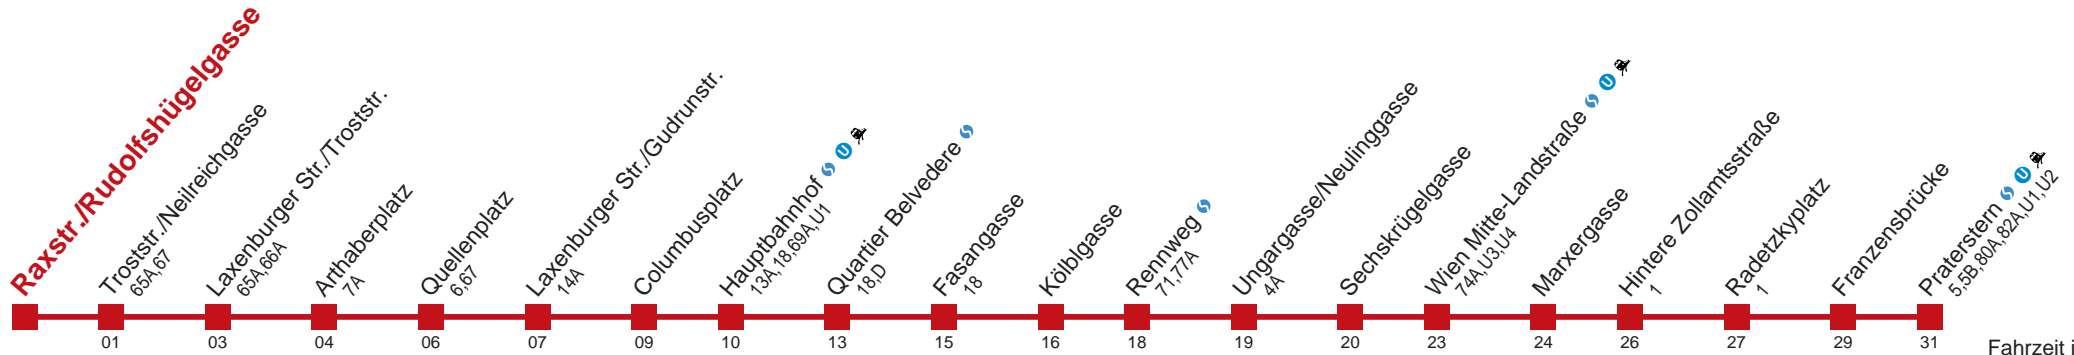 Raxstr./Rudolfshügelgasse
Troststr./Neilreichgasse
65A,67
Laxenburger Str./Troststr.
65A,66A
Arthaberplatz
7A
Quellenplatz
6,67
Laxenburger Str./Gudrunstr.
14A
Columbusplatz
Hauptbahnhof S U
13A,18,69A,U1
Quartier Belvedere S
18,D
Fasangasse
18
Kölblgasse
Rennweg S
71,77A
Ungargasse/Neulinggasse
4A
Sechskrügelgasse
Wien Mitte-Landstraße S U
74A,U3,U4
Marxergasse
Hintere Zollamtsstraße
1
Radetzkyplatz
1
Franzensbrücke
Praterstern S U
5,5B,80A,82A,U1,U2
01 03 04 06 07 09 10 13 15 16 18 19 20 23 24 26 27 29 31
Fahrzeit i